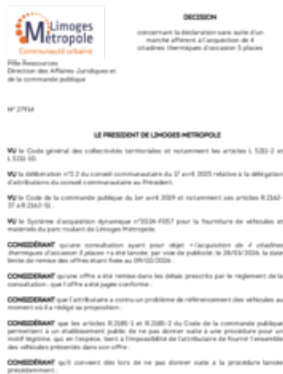 Limoges
Métropole
Communauté urbaine
DECISION
concernant la déclaration sans suite d'un
marché afférent à l'acquisition de 4
citadines thermiques d'occasion 5 places
Pôle Ressources
Direction des Affaires Juridiques et
de la commande publique
N° 27914
LE PRESIDENT DE LIMOGES METROPOLE
VU le Code général des collectivités territoriales et notamment les articles L 5211-2 et
L 5211-10,
VU la délibération n°2.2 du conseil communautaire du 17 avril 2025 relative à la délégation
d'attributions du conseil communautaire au Président,
VU le Code de la commande publique du 1er avril 2019 et notamment ses articles R.2162-
37 à R.2162-51,
VU le Système d'acquisition dynamique n°2024-FS57 pour la fourniture de véhicules et
matériels du parc roulant de Limoges Métropole,
CONSIDÉRANT qu'une consultation ayant pour objet «l'acquisition de 4 citadines
thermiques d'occasion 5 places » a été lancée, par voie de publicité, le 28/01/2026, la date
limite de remise des offres étant fixée au 09/02/2026 ;
CONSIDÉRANT qu'une offre a été remise dans les délais prescrits par le règlement de la
consultation ; que l'offre a été jugée conforme ;
CONSIDÉRANT que l'attributaire a connu un problème de référencement des véhicules au
moment où il a rédigé sa proposition ;
CONSIDÉRANT que les articles R.2185-1 et R.2185-2 du Code de la commande publique
permettent à un établissement public de ne pas donner suite à une procédure pour un
motif légitime, qui, en l'espèce, tient à l'impossibilité de l'attributaire de fournir l'ensemble
des véhicules présentés dans son offre ;
CONSIDÉRANT qu'il convient dès lors de ne pas donner suite à la procédure lancée
précédemment ;